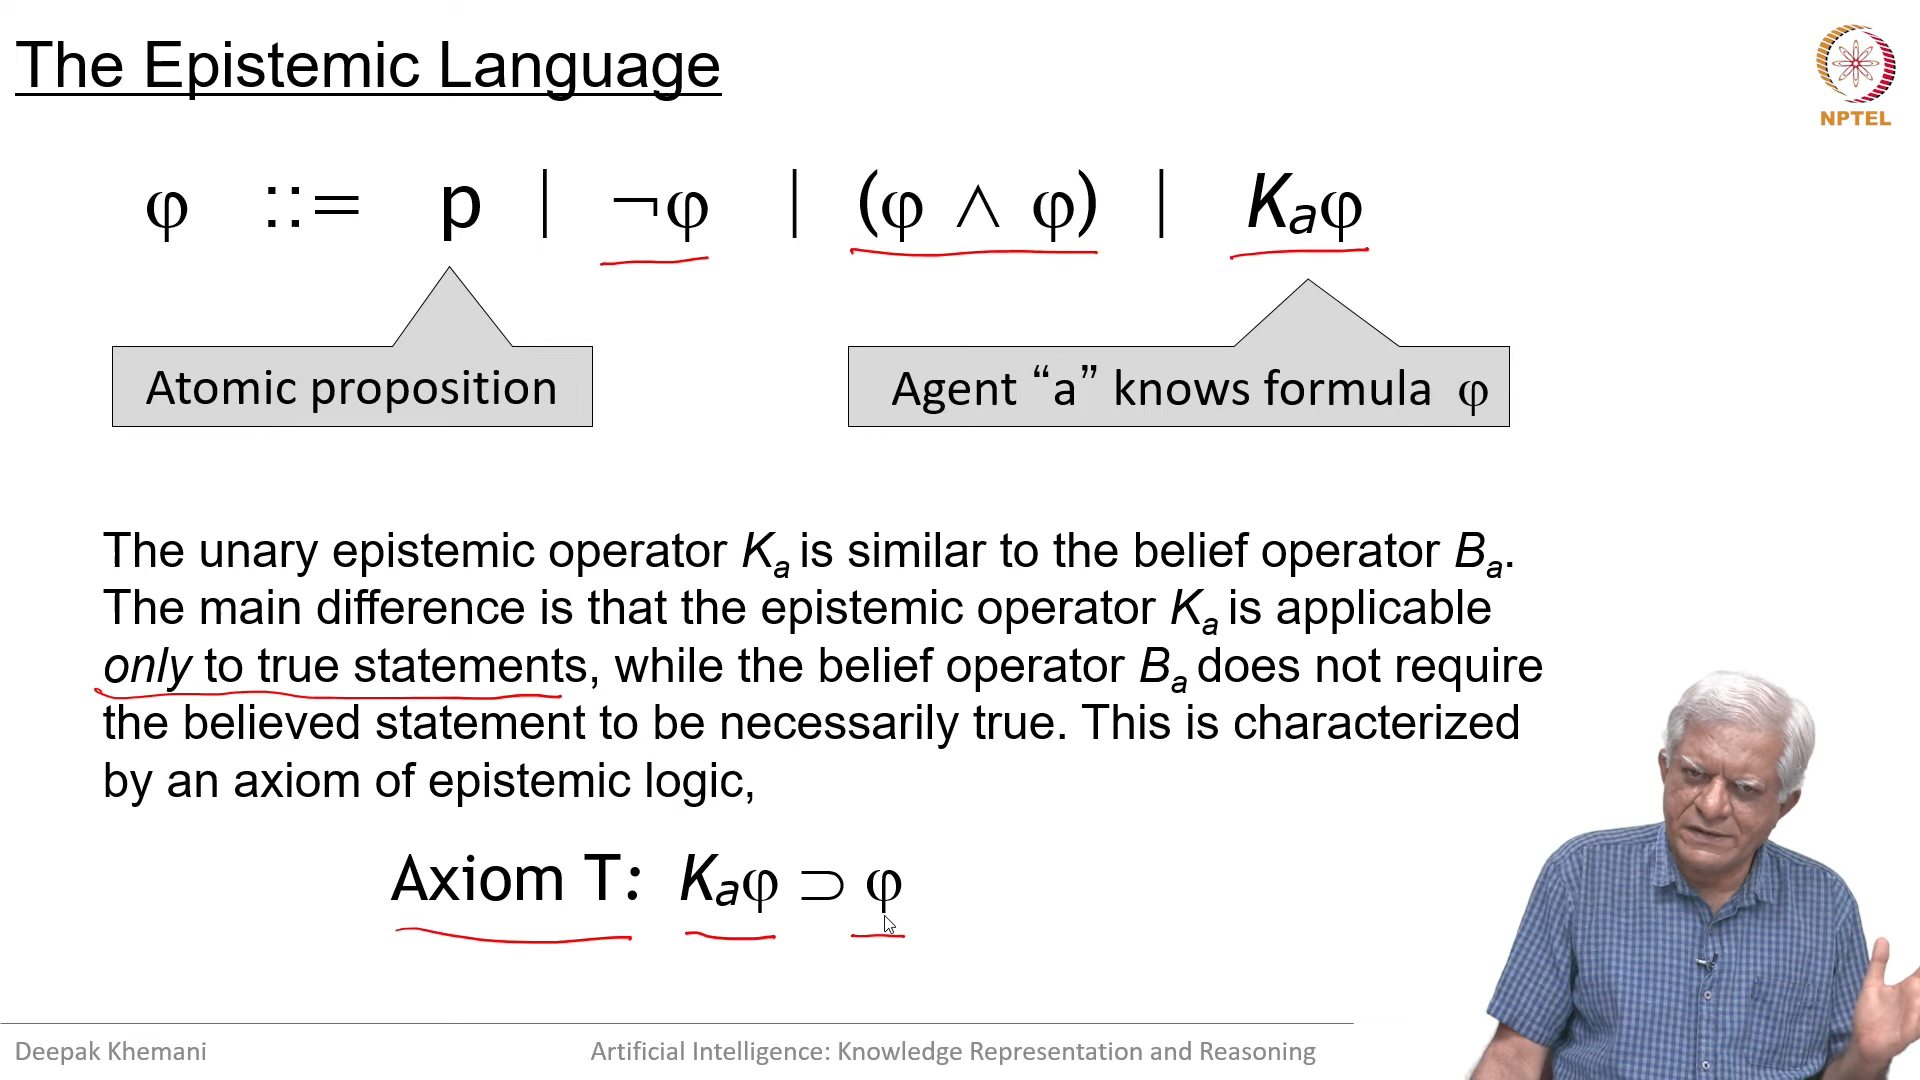 The Epistemic Language
NPTEL
φ ::= p | ¬φ | (φ ∧ φ) | Kₐφ
Atomic proposition
Agent “a” knows formula φ
The unary epistemic operator Kₐ is similar to the belief operator Bₐ.
The main difference is that the epistemic operator Kₐ is applicable
only to true statements, while the belief operator Bₐ does not require
the believed statement to be necessarily true. This is characterized
by an axiom of epistemic logic,
Axiom T: Kₐφ ⊃ φ
Deepak Khemani
Artificial Intelligence: Knowledge Representation and Reasoning